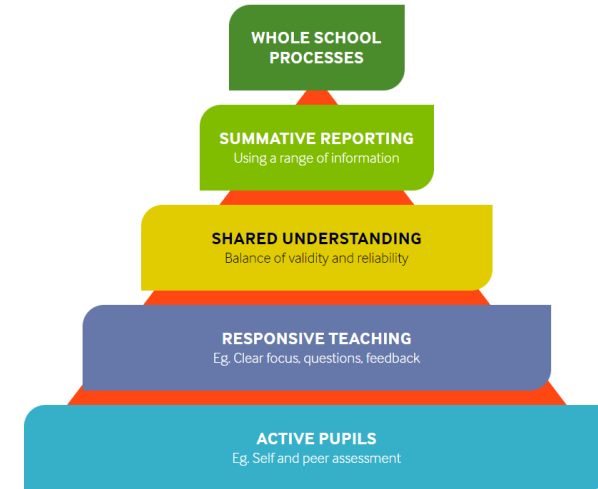 WHOLE SCHOOL
PROCESSES
SUMMATIVE REPORTING
Using a range of information
SHARED UNDERSTANDING
Balance of validity and reliability
RESPONSIVE TEACHING
Eg. Clear focus, questions, feedback
ACTIVE PUPILS
Eg. Self and peer assessment